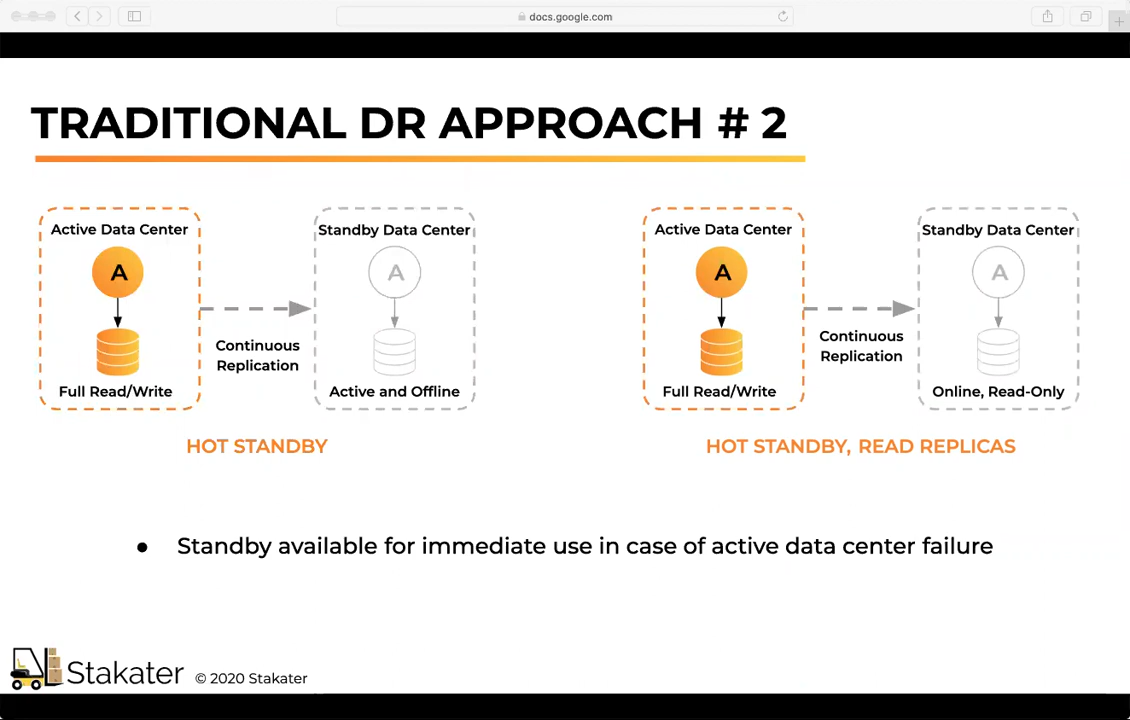 docs.google.com
TRADITIONAL DR APPROACH # 2
Active Data Center
A
Full Read/Write
Continuous
Replication
Standby Data Center
A
Active and Offline
HOT STANDBY
Active Data Center
A
Full Read/Write
Continuous
Replication
Standby Data Center
A
Online, Read-Only
HOT STANDBY, READ REPLICAS
● Standby available for immediate use in case of active data center failure
Stakater © 2020 Stakater